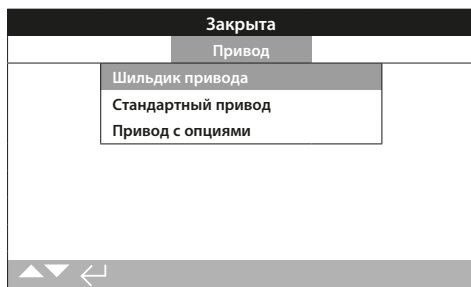 Закрыта
Привод
Шильдик привода
Стандартный привод
Привод с опциями